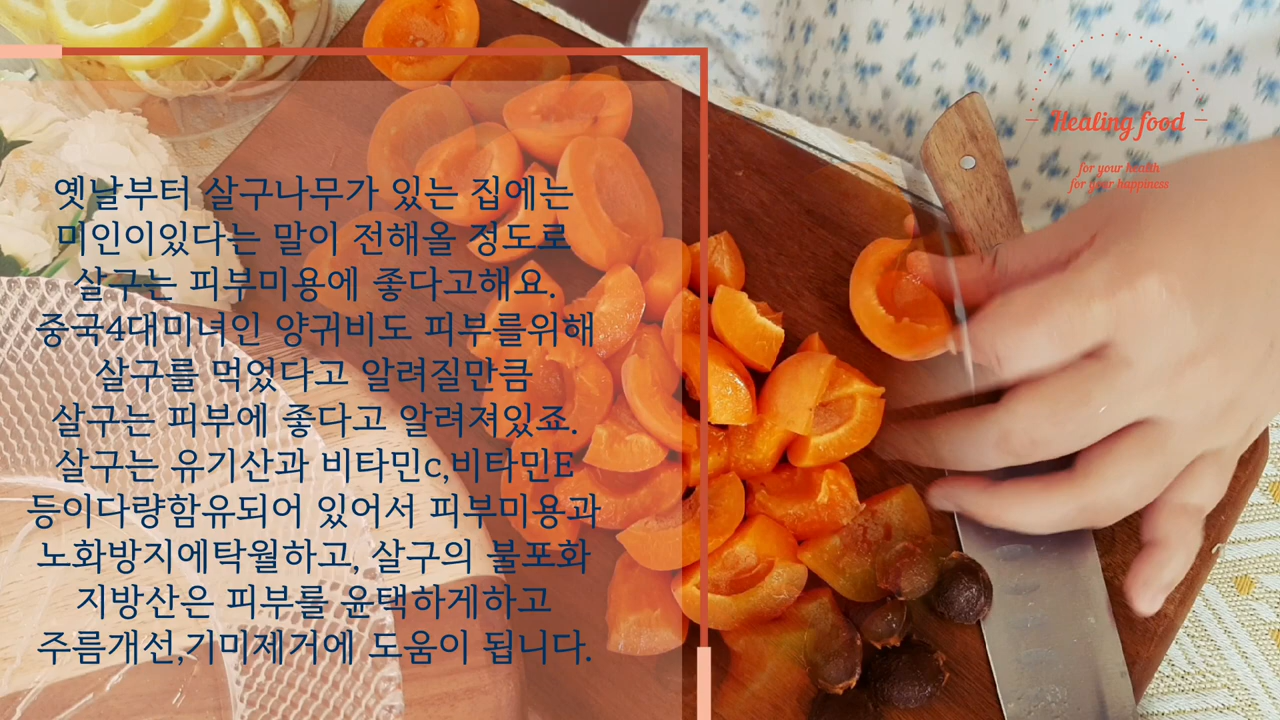 옛날부터 살구나무가 있는 집에는
미인이있다는 말이 전해올 정도로
살구는 피부미용에 좋다고해요.
중국4대미녀인 양귀비도 피부를위해
살구를 먹었다고 알려질만큼
살구는 피부에 좋다고 알려져있죠.
살구는 유기산과 비타민c,비타민E
등이다량함유되어 있어서 피부미용과
노화방지에탁월하고, 살구의 불포화
지방산은 피부를 윤택하게하고
주름개선,기미제거에 도움이 됩니다.
Healing food
for your health
for your happiness